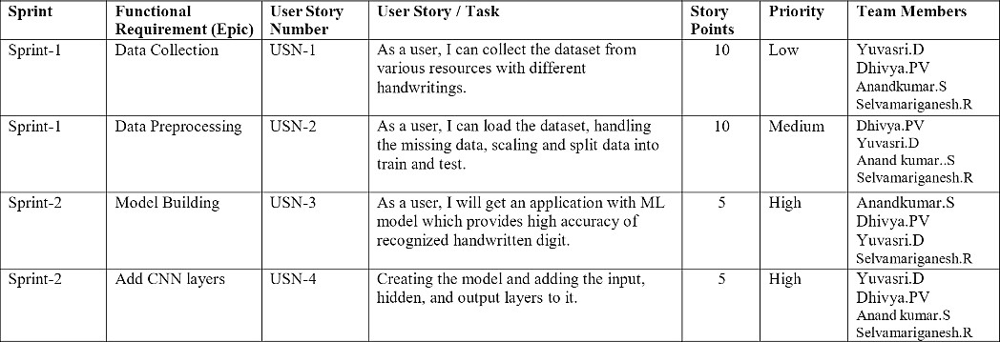 Sprint Functional Requirement (Epic) User Story Number User Story / Task Story Points Priority Team Members
Sprint-1 Data Collection USN-1 As a user, I can collect the dataset from 10 Low Yuvasri.D
various resources with different Dhivya.PV
handwritings. Anandkumar.S
Selvamariganesh.R
Sprint-1 Data Preprocessing USN-2 As a user, I can load the dataset, handling 10 Medium Dhivya.PV
the missing data, scaling and split data into Yuvasri.D
train and test. Anand kumar..S
Selvamariganesh.R
Sprint-2 Model Building USN-3 As a user, I will get an application with ML 5 High Anandkumar.S
model which provides high accuracy of Dhivya.PV
recognized handwritten digit. Yuvasri.D
Selvamariganesh.R
Sprint-2 Add CNN layers USN-4 Creating the model and adding the input, 5 High Yuvasri.D
hidden, and output layers to it. Dhivya.PV
Anand kumar.S
Selvamariganesh.R